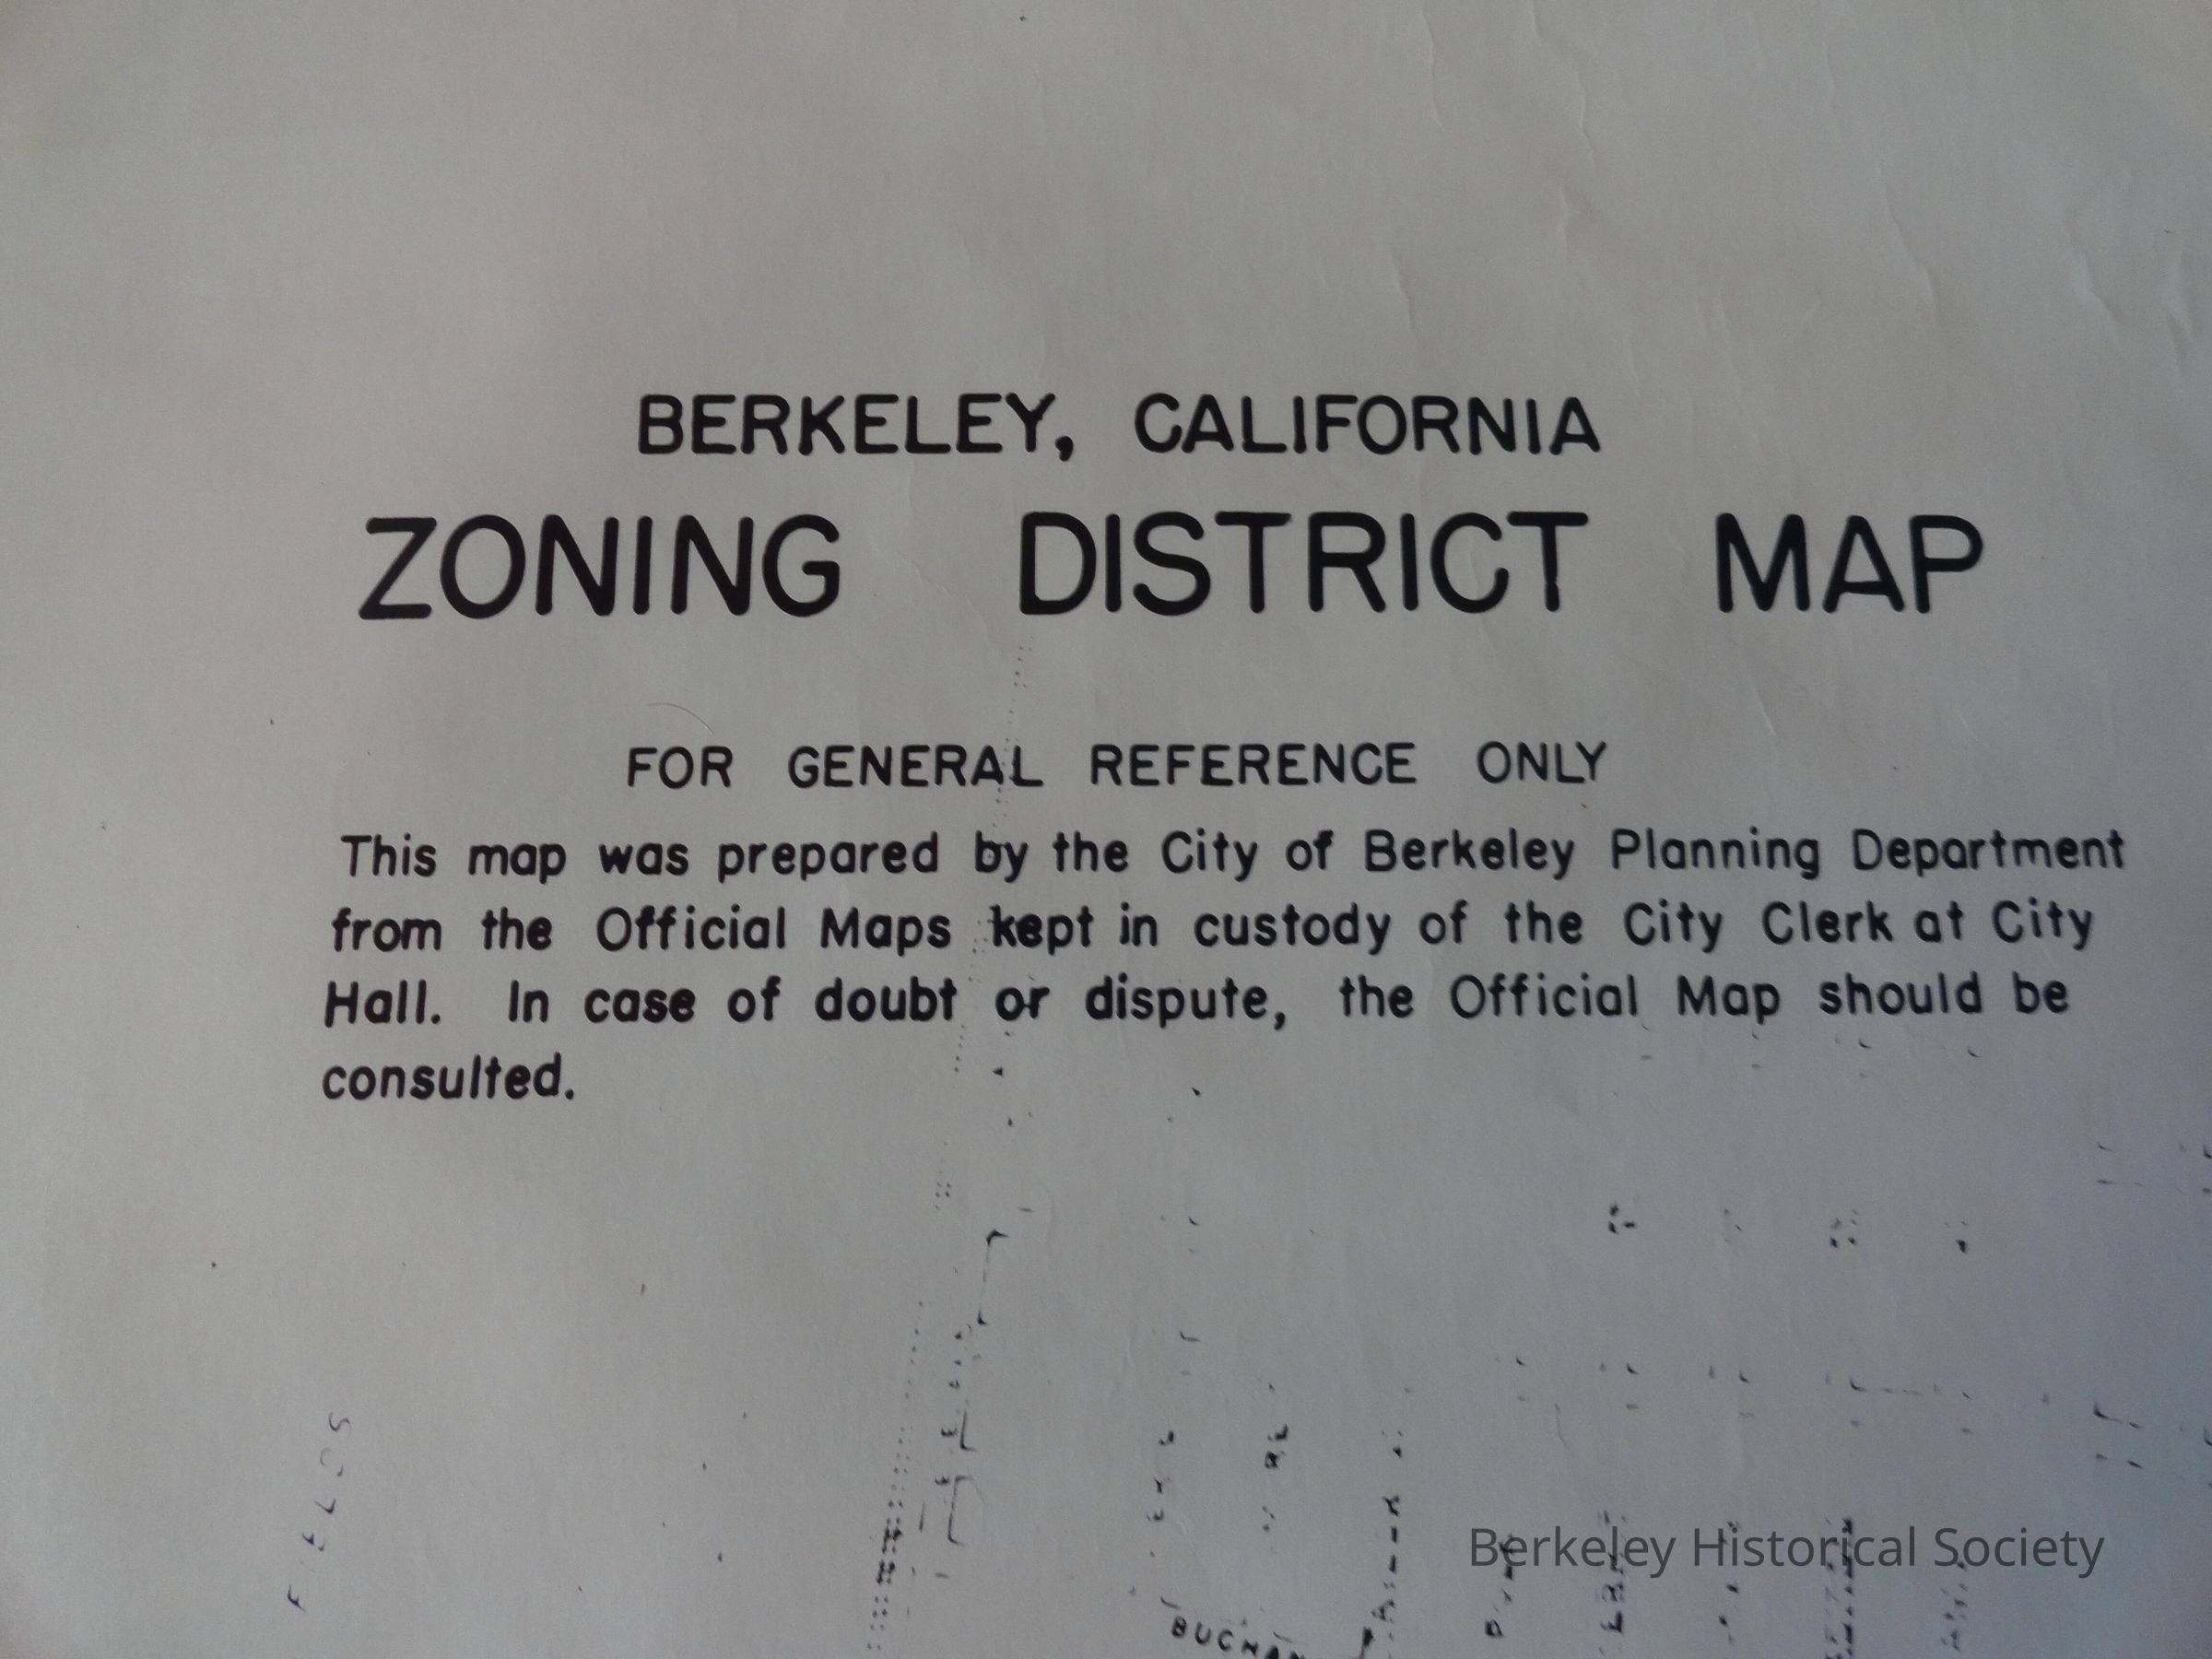 BERKELEY, CALIFORNIA
ZONING DISTRICT MAP
FOR GENERAL REFERENCE ONLY
This map was prepared by the City of Berkeley Planning Department
from the Official Maps kept in custody of the City Clerk at City
Hall. In case of doubt or dispute, the Official Map should be
consulted.
Berkeley Historical Society